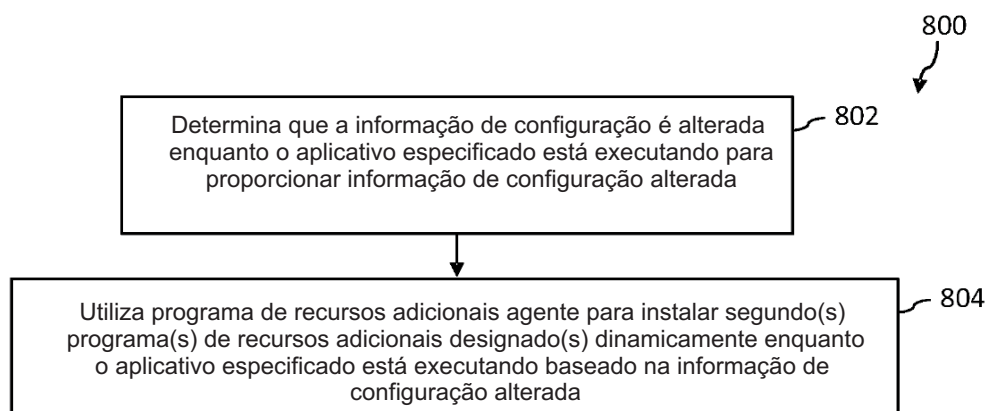 800
Determina que a informação de configuração é alterada
enquanto o aplicativo especificado está executando para
proporcionar informação de configuração alterada
802
Utiliza programa de recursos adicionais agente para instalar segundo(s)
programa(s) de recursos adicionais designado(s) dinamicamente enquanto
o aplicativo especificado está executando baseado na informação de
configuração alterada
804